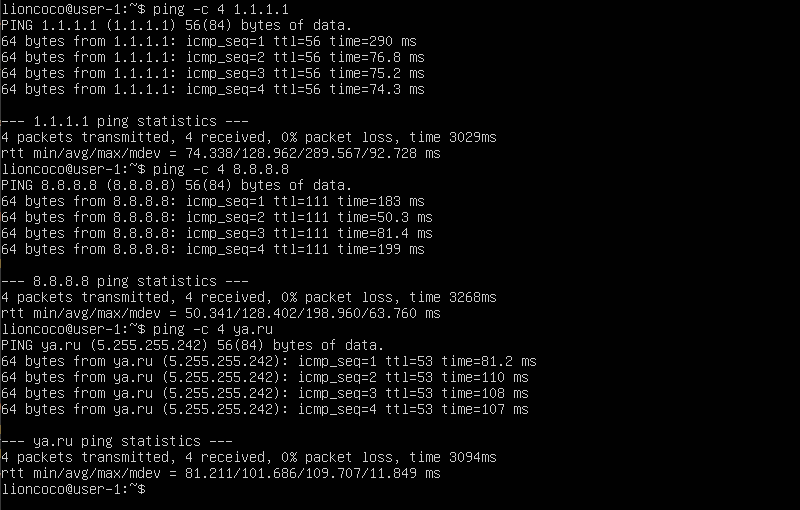 lioncoco@user-1:~$ ping -c 4 1.1.1.1
PING 1.1.1.1 (1.1.1.1) 56(84) bytes of data.
64 bytes from 1.1.1.1: icmp_seq=1 ttl=56 time=290 ms
64 bytes from 1.1.1.1: icmp_seq=2 ttl=56 time=76.8 ms
64 bytes from 1.1.1.1: icmp_seq=3 ttl=56 time=75.2 ms
64 bytes from 1.1.1.1: icmp_seq=4 ttl=56 time=74.3 ms
--- 1.1.1.1 ping statistics ---
4 packets transmitted, 4 received, 0% packet loss, time 3029ms
rtt min/avg/max/mdev = 74.338/128.962/289.567/92.728 ms
lioncoco@user-1:~$ ping -c 4 8.8.8.8
PING 8.8.8.8 (8.8.8.8) 56(84) bytes of data.
64 bytes from 8.8.8.8: icmp_seq=1 ttl=111 time=183 ms
64 bytes from 8.8.8.8: icmp_seq=2 ttl=111 time=50.3 ms
64 bytes from 8.8.8.8: icmp_seq=3 ttl=111 time=81.4 ms
64 bytes from 8.8.8.8: icmp_seq=4 ttl=111 time=199 ms
--- 8.8.8.8 ping statistics ---
4 packets transmitted, 4 received, 0% packet loss, time 3268ms
rtt min/avg/max/mdev = 50.341/128.402/198.960/63.760 ms
lioncoco@user-1:~$ ping -c 4 ya.ru
PING ya.ru (5.255.255.242) 56(84) bytes of data.
64 bytes from ya.ru (5.255.255.242): icmp_seq=1 ttl=53 time=81.2 ms
64 bytes from ya.ru (5.255.255.242): icmp_seq=2 ttl=53 time=110 ms
64 bytes from ya.ru (5.255.255.242): icmp_seq=3 ttl=53 time=108 ms
64 bytes from ya.ru (5.255.255.242): icmp_seq=4 ttl=53 time=107 ms
--- ya.ru ping statistics ---
4 packets transmitted, 4 received, 0% packet loss, time 3094ms
rtt min/avg/max/mdev = 81.211/101.686/109.707/11.849 ms
lioncoco@user-1:~$